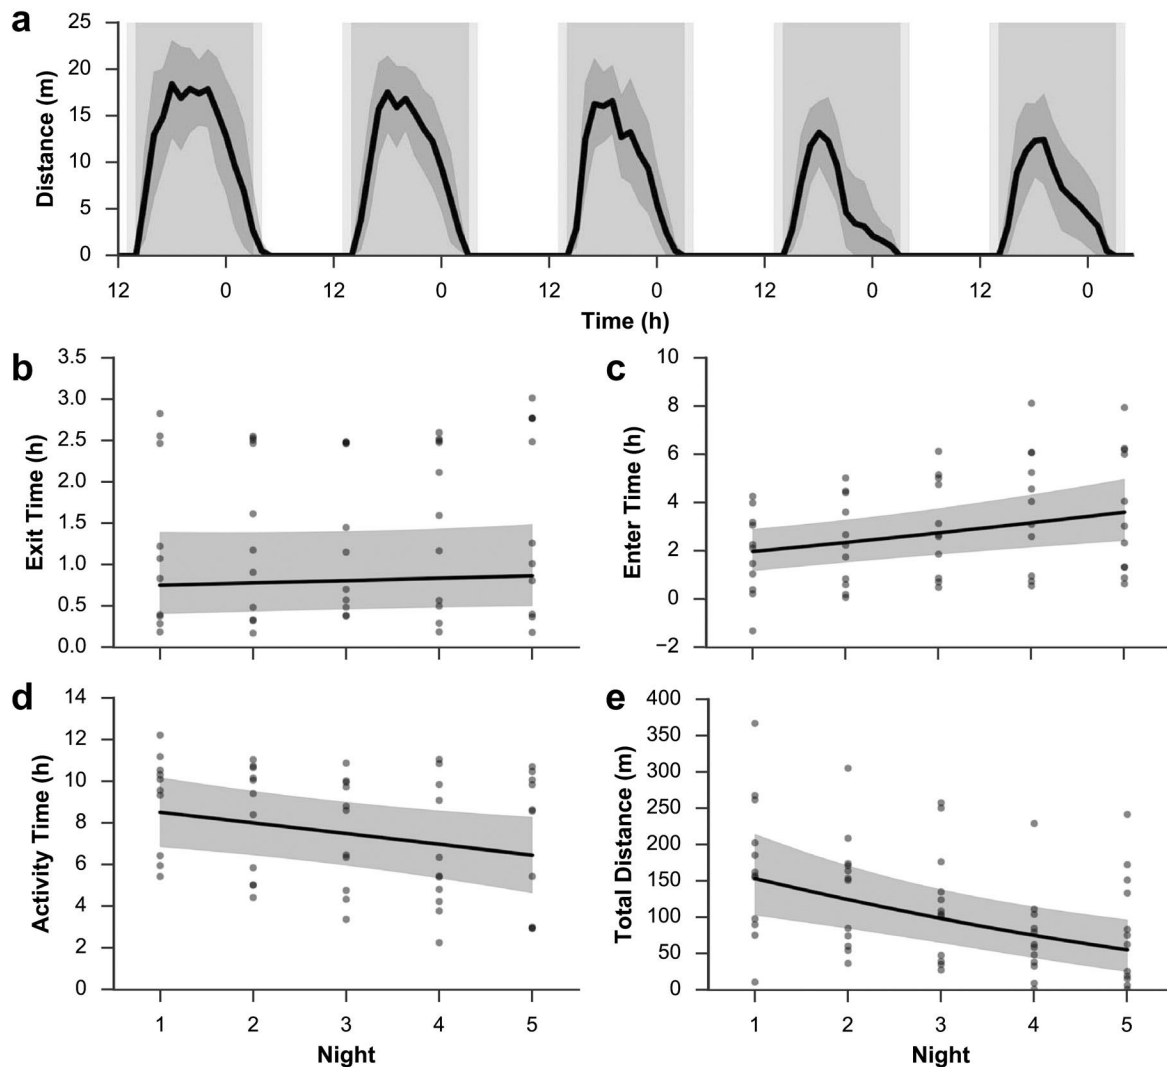 a
25
20
15
10
5
0
Distance (m)
12 0 12 0 12 0 12 0 12 0
Time (h)
b
3.5
3.0
2.5
2.0
1.5
1.0
0.5
0.0
Exit Time (h)
c
10
8
6
4
2
0
−2
Enter Time (h)
d
14
12
10
8
6
4
2
0
Activity Time (h)
1 2 3 4 5
Night
e
400
350
300
250
200
150
100
50
0
Total Distance (m)
1 2 3 4 5
Night